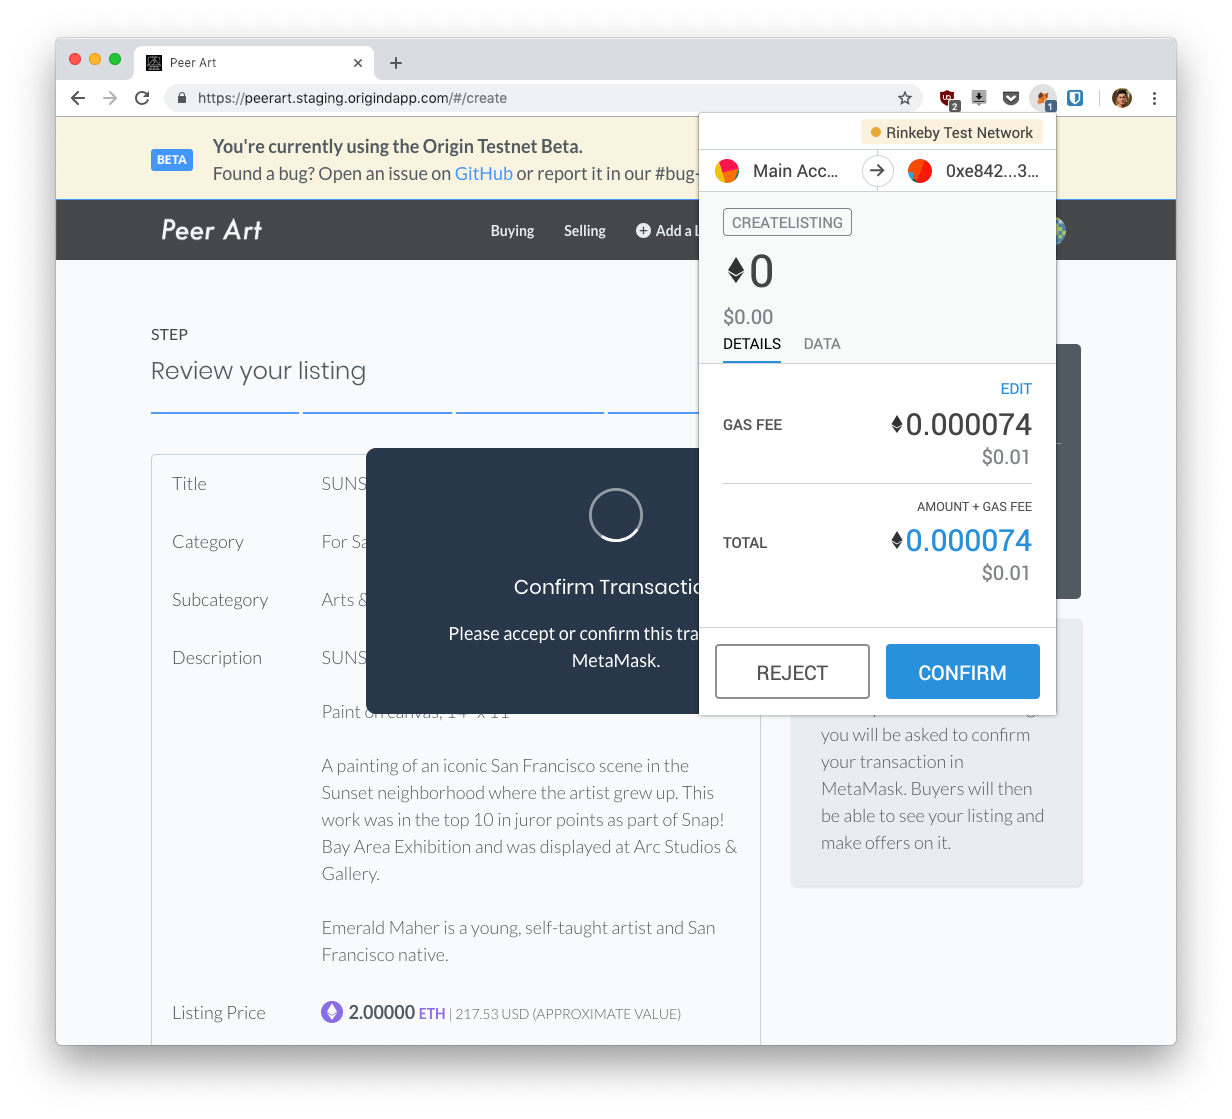 Peer Art
https://peerart.staging.origindapp.com/#/create
2
1
Rinkeby Test Network
BETA
You're currently using the Origin Testnet Beta.
Found a bug? Open an issue on GitHub or report it in our #bug-
Main Acc...
0xe842...3...
Peer Art
Buying
Selling
Add a L
CREATELISTING
0
$0.00
DETAILS
DATA
STEP
Review your listing
EDIT
GAS FEE
0.000074
$0.01
AMOUNT + GAS FEE
TOTAL
0.000074
$0.01
REJECT
CONFIRM
Confirm Transactio
Please accept or confirm this tra
MetaMask.
Title
SUNS
Category
For Sa
Subcategory
Arts &
Description
SUNS
Paint on canvas, 14" x 11"
A painting of an iconic San Francisco scene in the
Sunset neighborhood where the artist grew up. This
work was in the top 10 in juror points as part of Snap!
Bay Area Exhibition and was displayed at Arc Studios &
Gallery.
Emerald Maher is a young, self-taught artist and San
Francisco native.
Listing Price
2.00000 ETH | 217.53 USD (APPROXIMATE VALUE)
you will be asked to confirm
your transaction in
MetaMask. Buyers will then
be able to see your listing and
make offers on it.